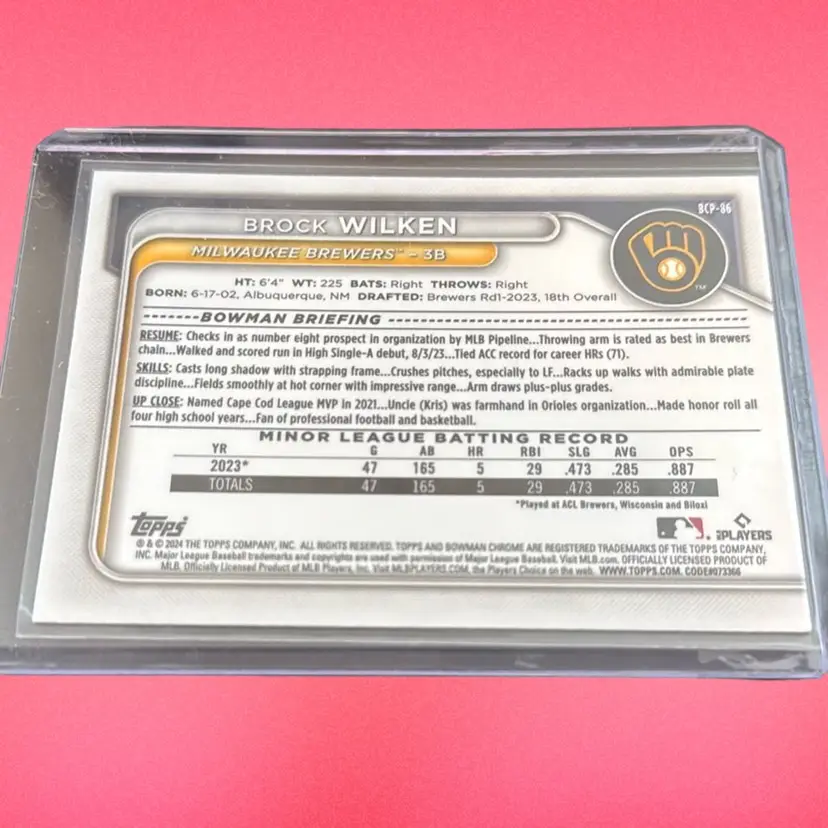 BCP-86
BROCK WILKEN
MILWAUKEE BREWERS™ - 3B
HT: 6'4" WT: 225 BATS: Right THROWS: Right
BORN: 6-17-02, Albuquerque, NM DRAFTED: Brewers Rd1-2023, 18th Overall
BOWMAN BRIEFING
RESUME: Checks in as number eight prospect in organization by MLB Pipeline...Throwing arm is rated as best in Brewers
chain...Walked and scored run in High Single-A debut, 8/3/23...Tied ACC record for career HRs (71).
SKILLS: Casts long shadow with strapping frame...Crushes pitches, especially to LF...Racks up walks with admirable plate
discipline...Fields smoothly at hot corner with impressive range...Arm draws plus-plus grades.
UP CLOSE: Named Cape Cod League MVP in 2021...Uncle (Kris) was farmhand in Orioles organization...Made honor roll all
four high school years...Fan of professional football and basketball.
MINOR LEAGUE BATTING RECORD
YR G AB HR RBI SLG AVG OPS
2023* 47 165 5 29 .473 .285 .887
TOTALS 47 165 5 29 .473 .285 .887
*Played at ACL Brewers, Wisconsin and Biloxi
Topps
PLAYERS
® & © 2024 THE TOPPS COMPANY, INC. ALL RIGHTS RESERVED. TOPPS AND BOWMAN CHROME ARE REGISTERED TRADEMARKS OF THE TOPPS COMPANY,
INC. Major League Baseball trademarks and copyrights are used with permission of Major League Baseball. Visit MLB.com. OFFICIALLY LICENSED PRODUCT OF
MLB. Officially Licensed Product of MLB Players, Inc. Visit MLBPLAYERS.COM, the Players Choice on the web. WWW.TOPPS.COM. CODE#073366